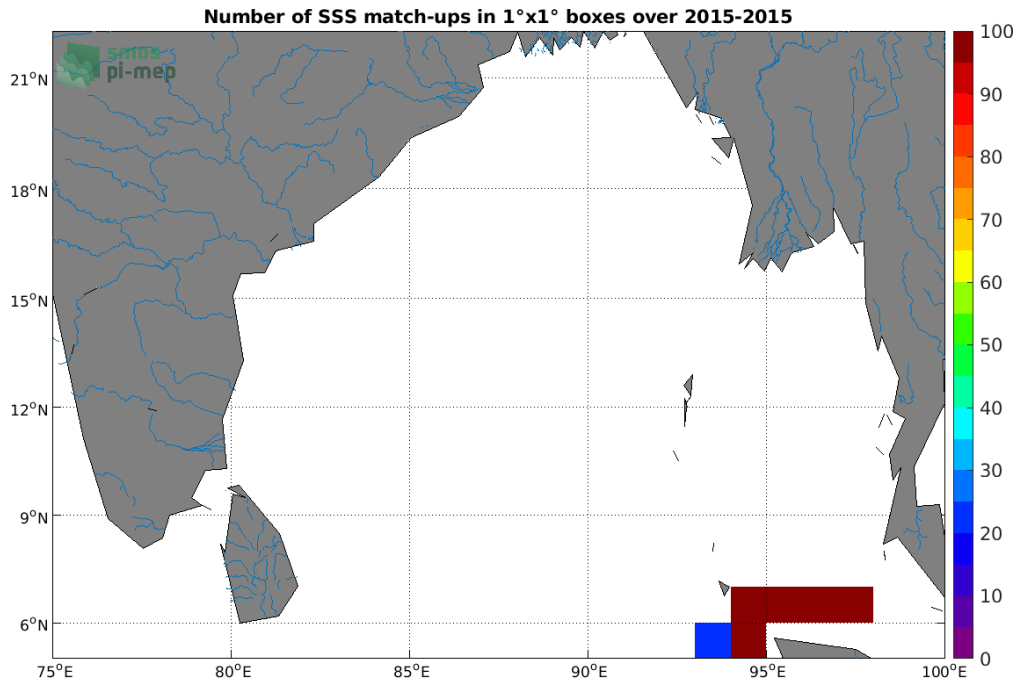 Number of SSS match-ups in 1°x1° boxes over 2015-2015
smos
pi-mep
21°N
18°N
15°N
12°N
9°N
6°N
75°E
80°E
85°E
90°E
95°E
100°E
100
90
80
70
60
50
40
30
20
10
0